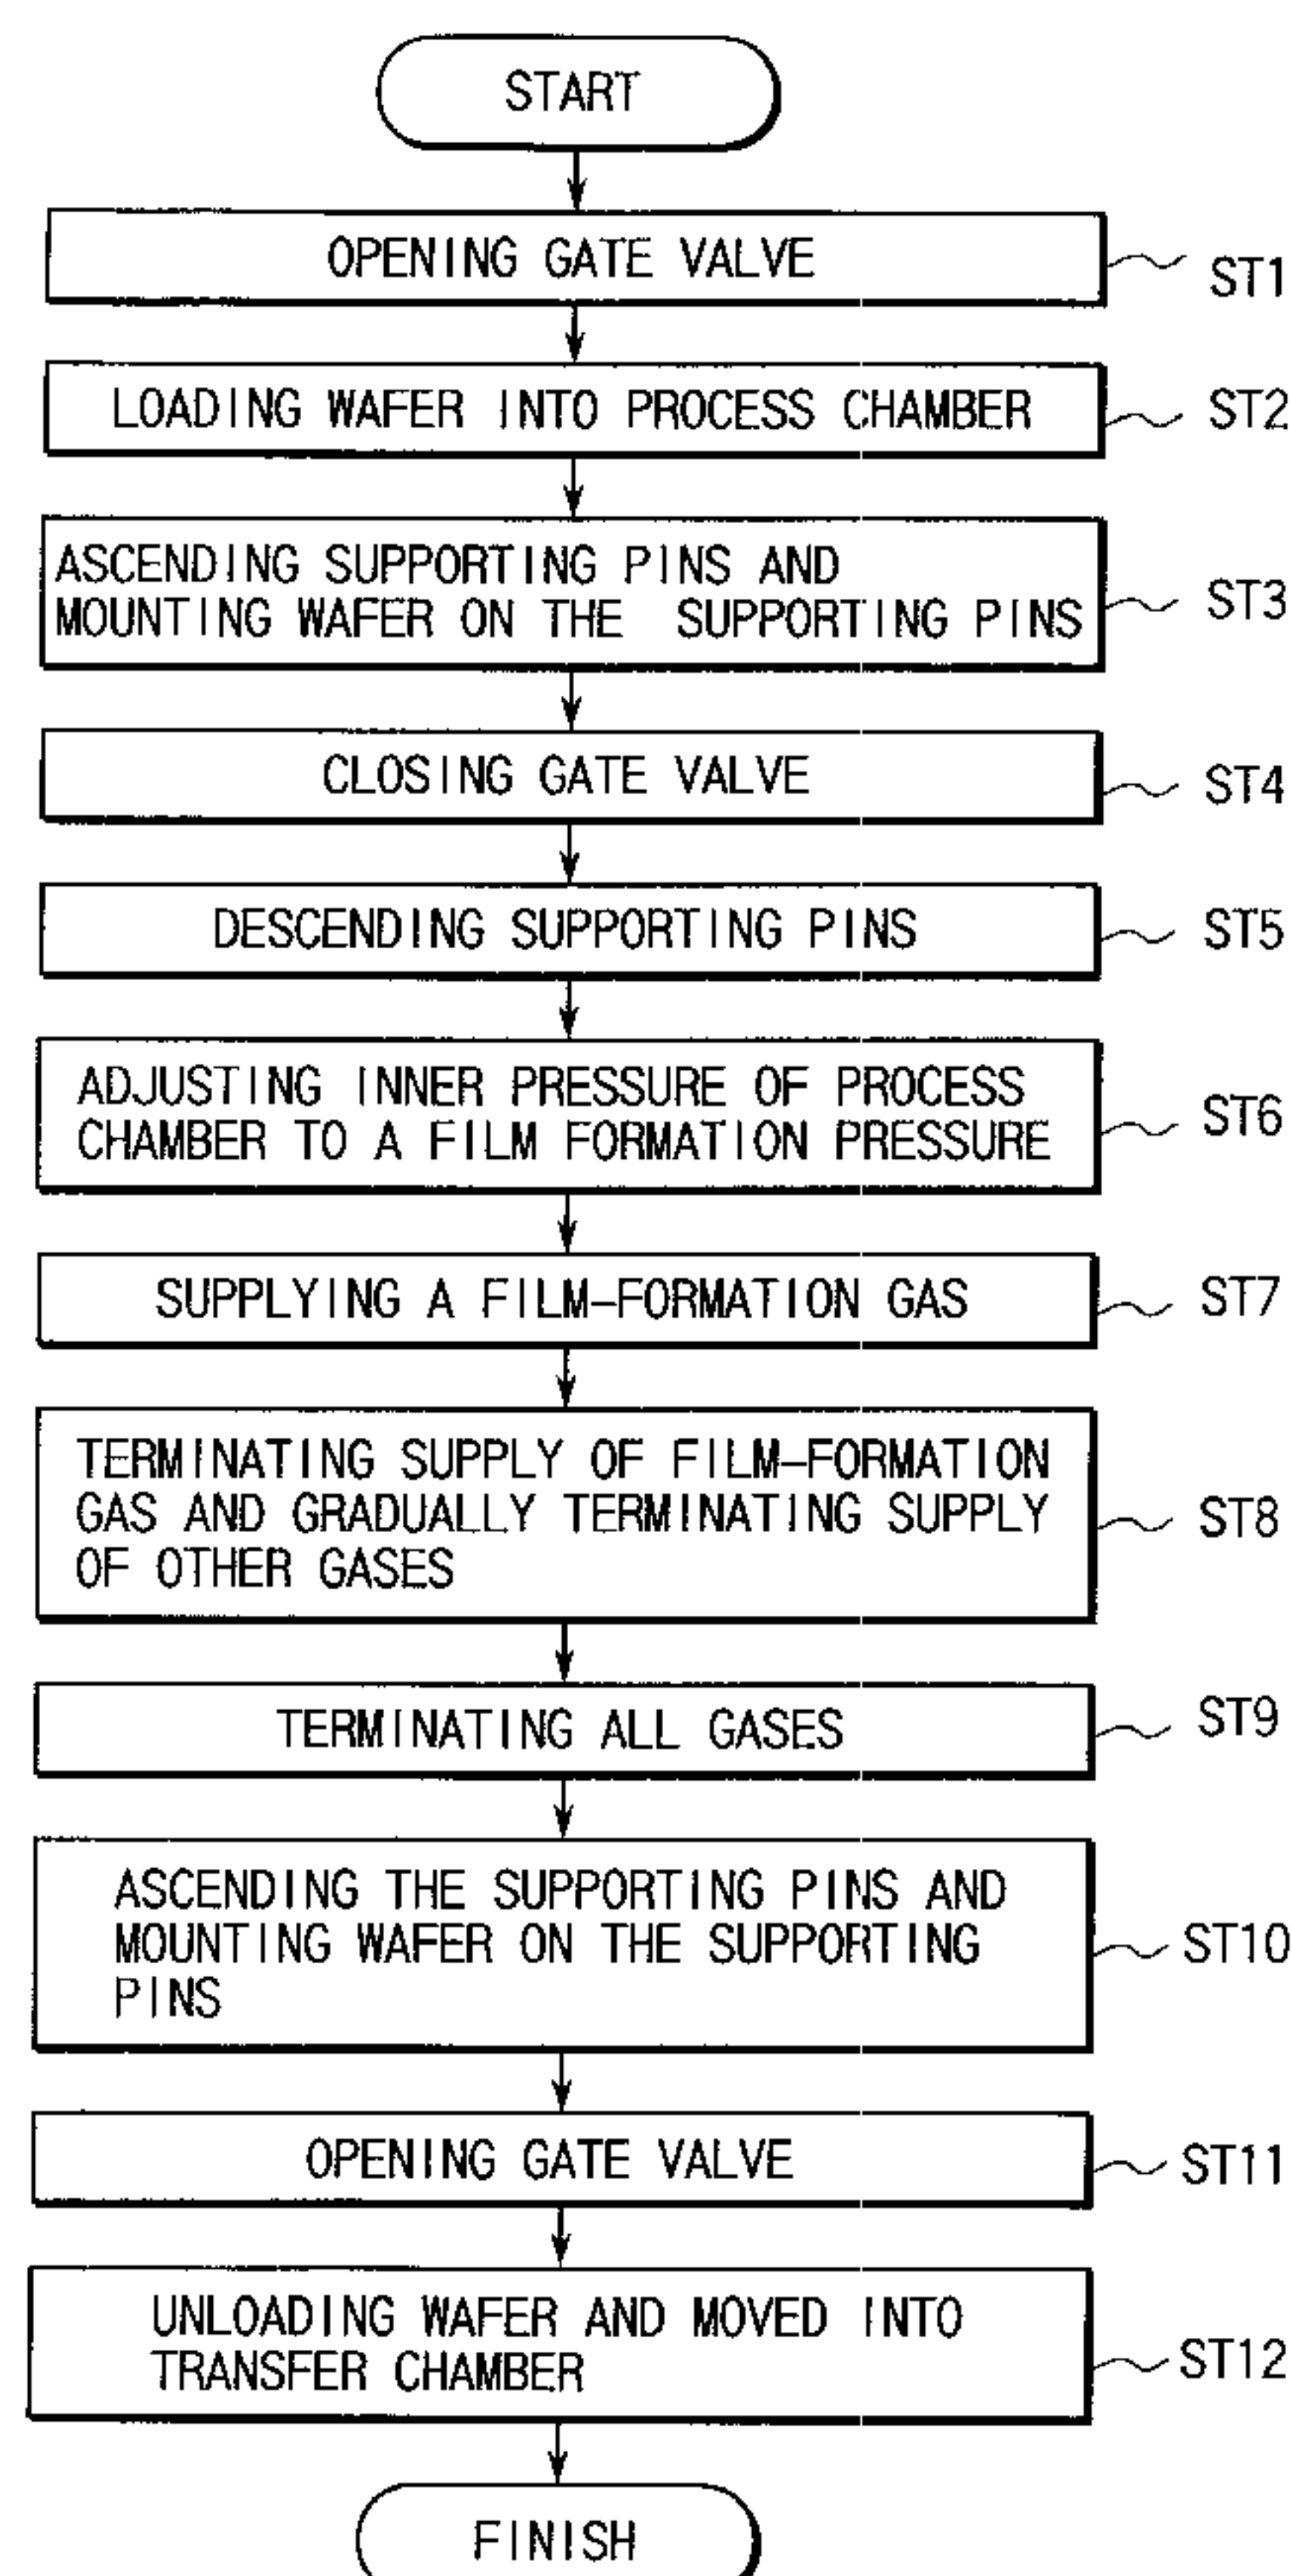 START
OPENING GATE VALVE
ST1
LOADING WAFER INTO PROCESS CHAMBER
ST2
ASCENDING SUPPORTING PINS AND
MOUNTING WAFER ON THE SUPPORTING PINS
ST3
CLOSING GATE VALVE
ST4
DESCENDING SUPPORTING PINS
ST5
ADJUSTING INNER PRESSURE OF PROCESS
CHAMBER TO A FILM FORMATION PRESSURE
ST6
SUPPLYING A FILM-FORMATION GAS
ST7
TERMINATING SUPPLY OF FILM-FORMATION
GAS AND GRADUALLY TERMINATING SUPPLY
OF OTHER GASES
ST8
TERMINATING ALL GASES
ST9
ASCENDING THE SUPPORTING PINS AND
MOUNTING WAFER ON THE SUPPORTING
PINS
ST10
OPENING GATE VALVE
ST11
UNLOADING WAFER AND MOVED INTO
TRANSFER CHAMBER
ST12
FINISH